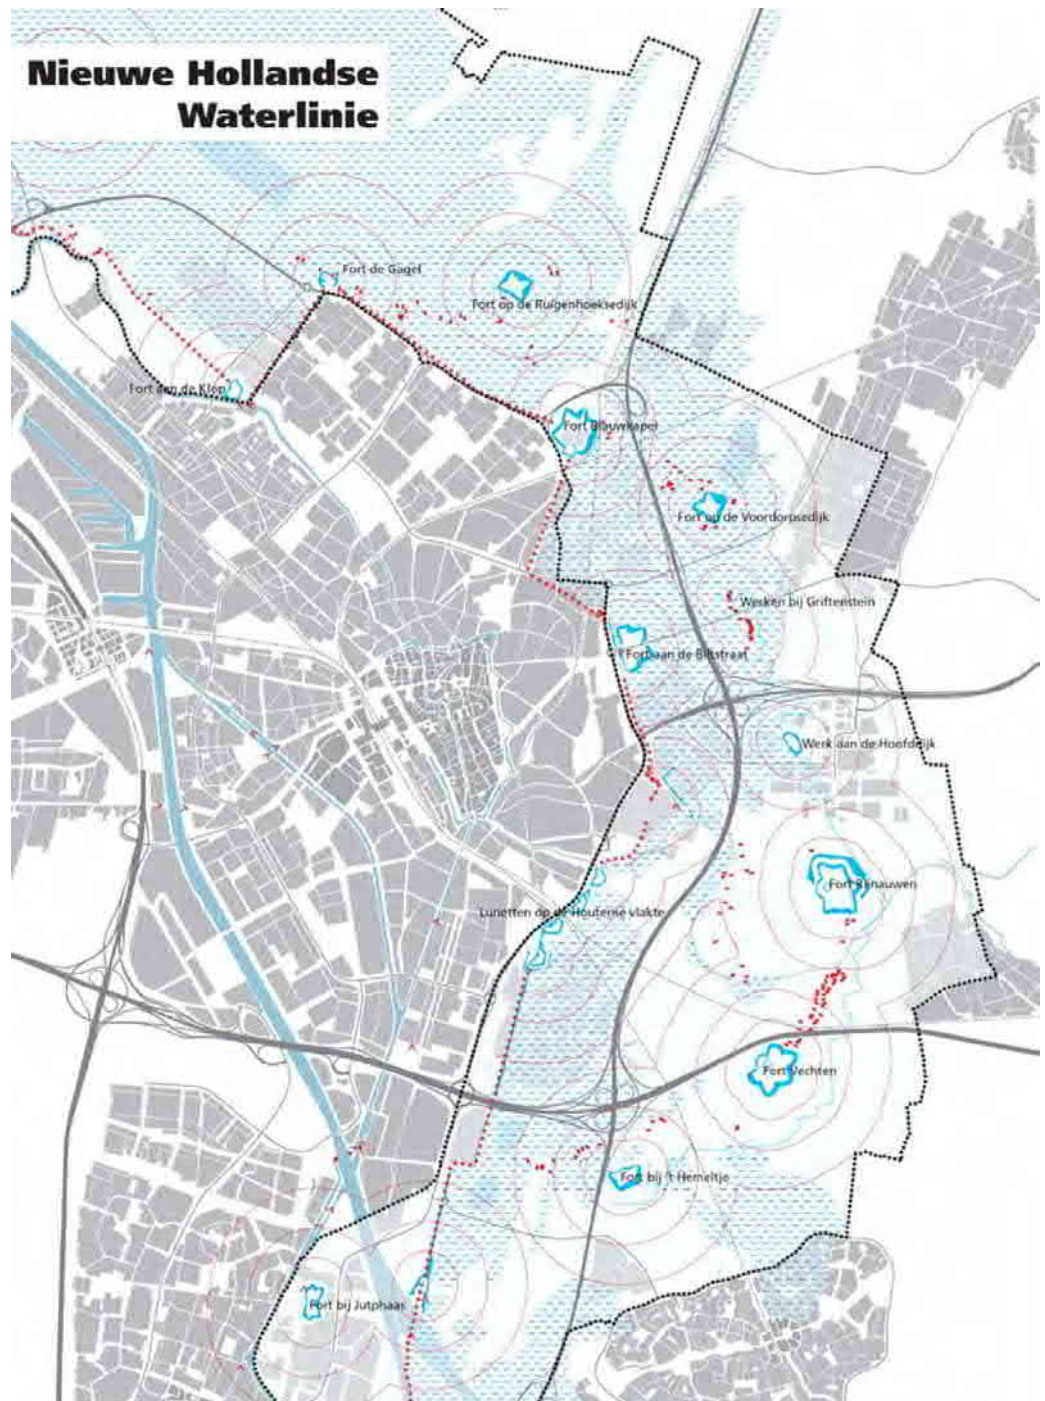 Nieuwe Hollandse
Waterlinie
Fort de Gagel
Fort op de Ruigenhoeksedijk
Fort aan de Klop
Fort Blauwkapel
Fort op de Voordorpsedijk
Werken bij Griftenstein
Fort aan de Biltstraat
Werk aan de Hoofddijk
Fort Rijnauwen
Lunetten op de Houtense vlakte
Fort Vechten
Fort bij 't Hemeltje
Fort bij Jutphaas